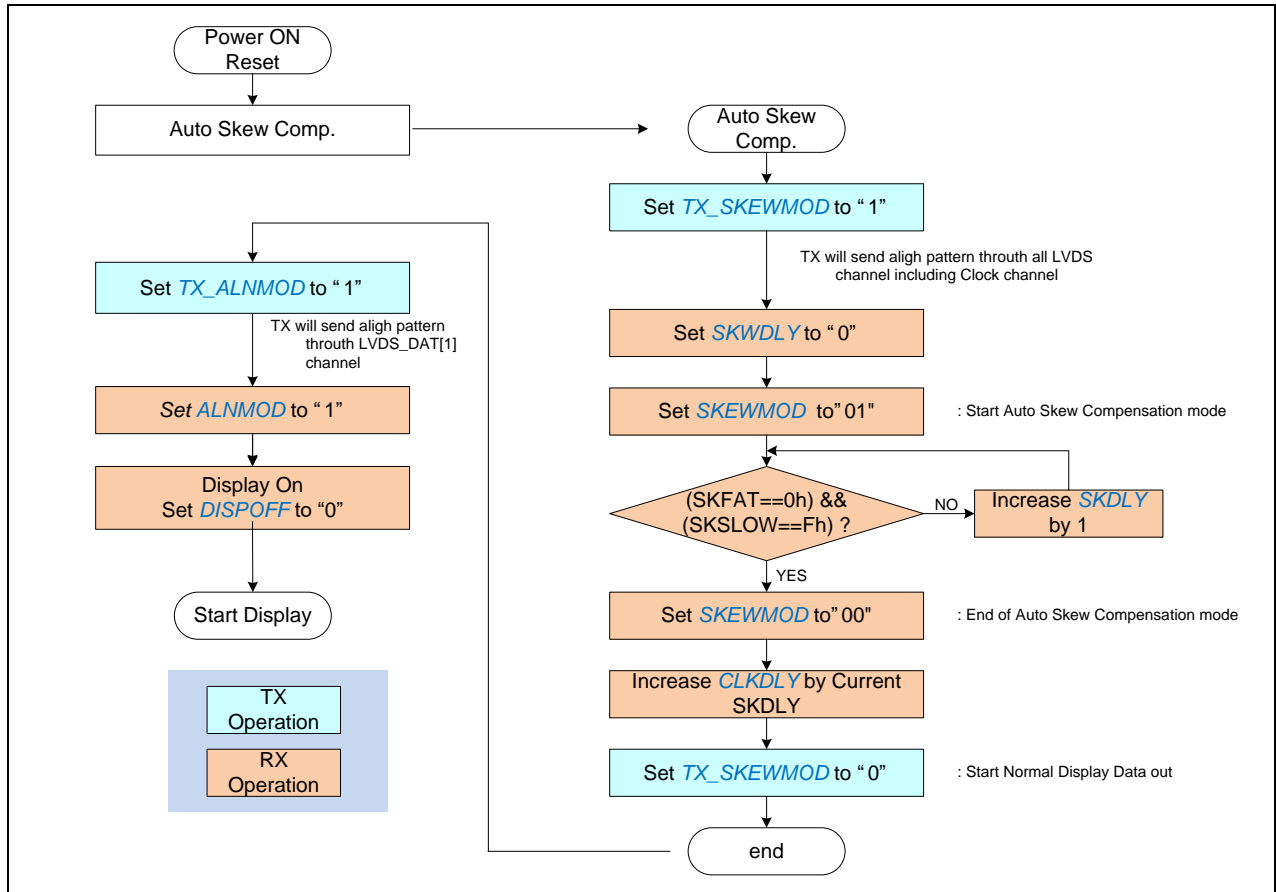 Power ON
Reset
Auto Skew Comp.
Set TX_ALNMOD to “ 1”
TX will send aligh pattern
throuth LVDS_DAT[1]
channel
Set ALNMOD to “ 1”
Display On
Set DISPOFF to “0”
Start Display
TX
Operation
RX
Operation
Auto Skew
Comp.
Set TX_SKEWMOD to “ 1”
TX will send aligh pattern throuth all LVDS
channel including Clock channel
Set SKWDLY to “ 0”
Set SKEWMOD to” 01"
: Start Auto Skew Compensation mode
(SKFAT==0h) &&
(SKSLOW==Fh) ?
NO
Increase SKDLY
by 1
YES
Set SKEWMOD to” 00"
: End of Auto Skew Compensation mode
Increase CLKDLY by Current
SKDLY
Set TX_SKEWMOD to “ 0”
: Start Normal Display Data out
end